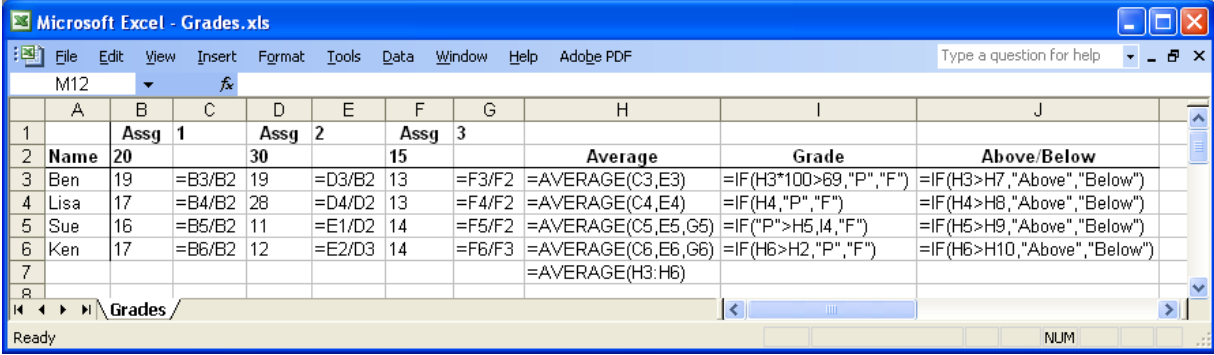 Microsoft Excel - Grades.xls
File Edit View Insert Format Tools Data Window Help Adobe PDF Type a question for help
M12 fx
A B C D E F G H I J
1 Assg 1 Assg 2 Assg 3
2 Name 20 30 15 Average Grade Above/Below
3 Ben 19 =B3/B2 19 =D3/B2 13 =F3/F2 =AVERAGE(C3,E3) =IF(H3*100>69,"P","F") =IF(H3>H7,"Above","Below")
4 Lisa 17 =B4/B2 28 =D4/D2 13 =F4/F2 =AVERAGE(C4,E4) =IF(H4,"P","F") =IF(H4>H8,"Above","Below")
5 Sue 16 =B5/B2 11 =E1/D2 14 =F5/F2 =AVERAGE(C5,E5,G5) =IF("P">H5,I4,"F") =IF(H5>H9,"Above","Below")
6 Ken 17 =B6/B2 12 =E2/D3 14 =F6/F3 =AVERAGE(C6,E6,G6) =IF(H6>H2,"P","F") =IF(H6>H10,"Above","Below")
7 =AVERAGE(H3:H6)
8
Grades
Ready NUM